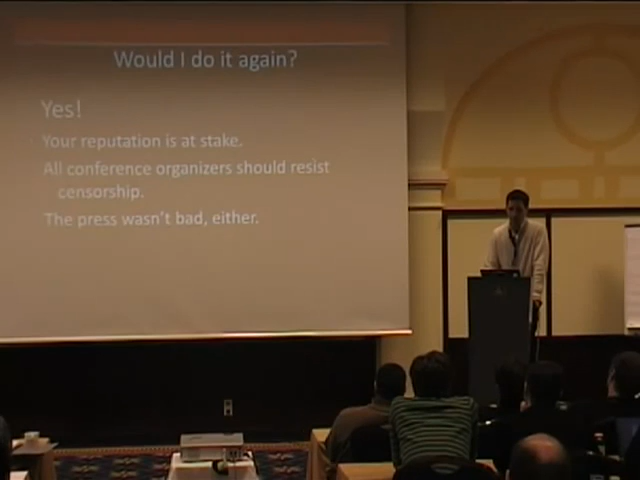 Would I do it again?
Yes!
Your reputation is at stake.
All conference organizers should resist
censorship.
The press wasn't bad, either.